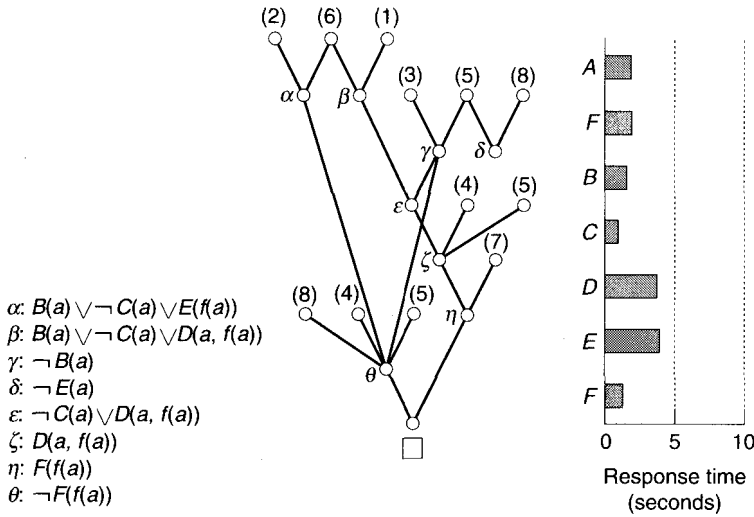 (2) (6) (1)
α β
(3) (5) (8)
γ δ
ε (4) (5)
ζ (7)
(8) (4) (5) η
θ
α: B(a) ∨ ¬ C(a) ∨ E(f(a))
β: B(a) ∨ ¬ C(a) ∨ D(a, f(a))
γ: ¬ B(a)
δ: ¬ E(a)
ε: ¬ C(a) ∨ D(a, f(a))
ζ: D(a, f(a))
η: F(f(a))
θ: ¬ F(f(a))
A
F
B
C
D
E
F
0 5 10
Response time
(seconds)